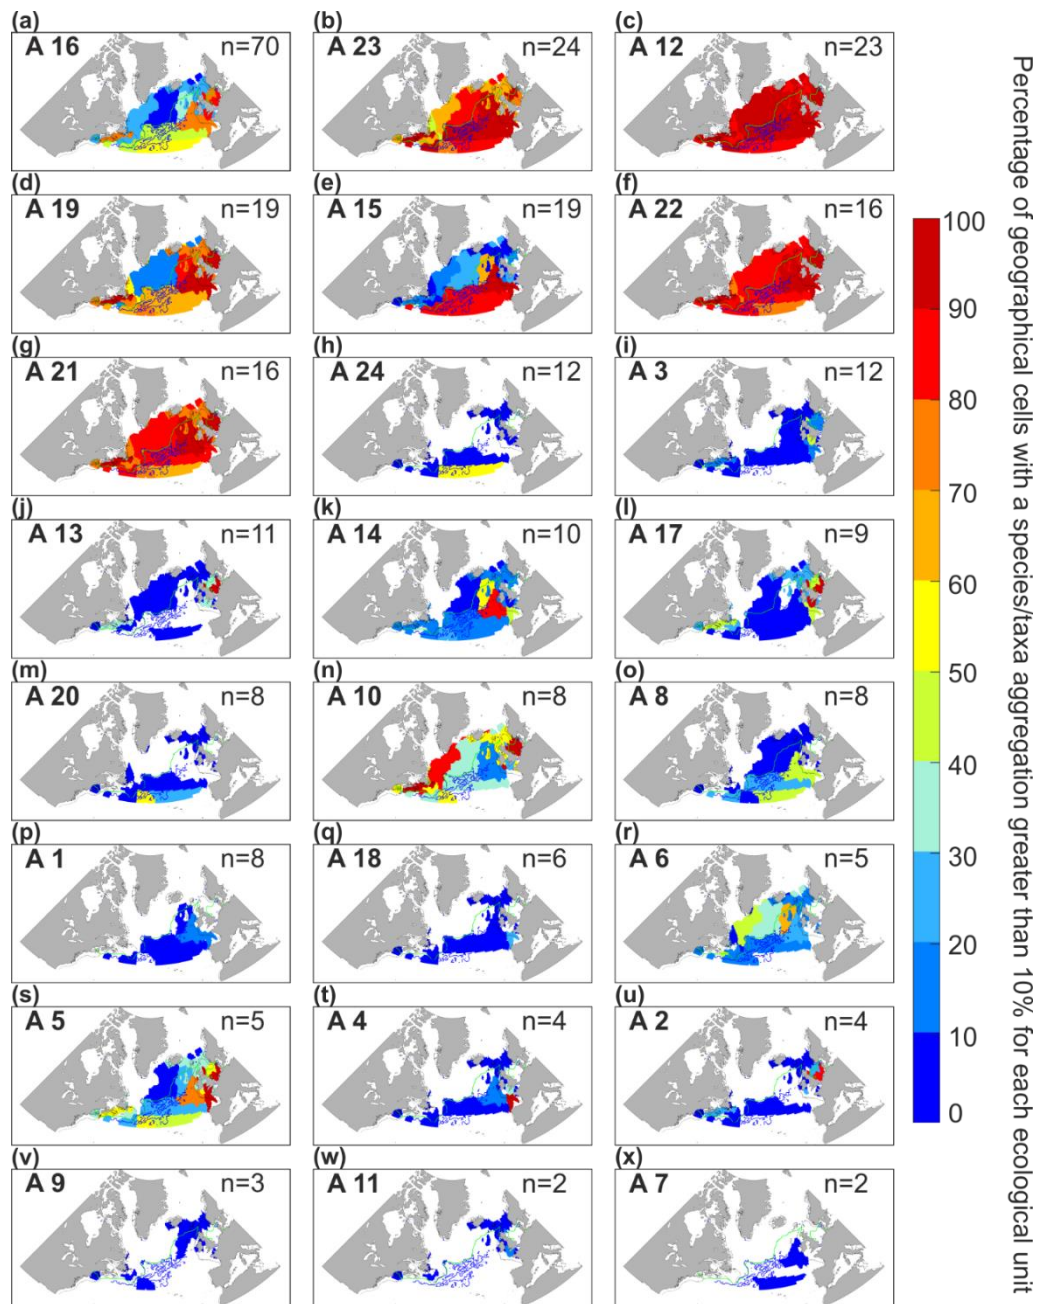 (a)
A 16 n=70
(b)
A 23 n=24
(c)
A 12 n=23
(d)
A 19 n=19
(e)
A 15 n=19
(f)
A 22 n=16
(g)
A 21 n=16
(h)
A 24 n=12
(i)
A 3 n=12
(j)
A 13 n=11
(k)
A 14 n=10
(l)
A 17 n=9
(m)
A 20 n=8
(n)
A 10 n=8
(o)
A 8 n=8
(p)
A 1 n=8
(q)
A 18 n=6
(r)
A 6 n=5
(s)
A 5 n=5
(t)
A 4 n=4
(u)
A 2 n=4
(v)
A 9 n=3
(w)
A 11 n=2
(x)
A 7 n=2
100
90
80
70
60
50
40
30
20
10
0
Percentage of geographical cells with a species/taxa aggregation greater than 10% for each ecological unit